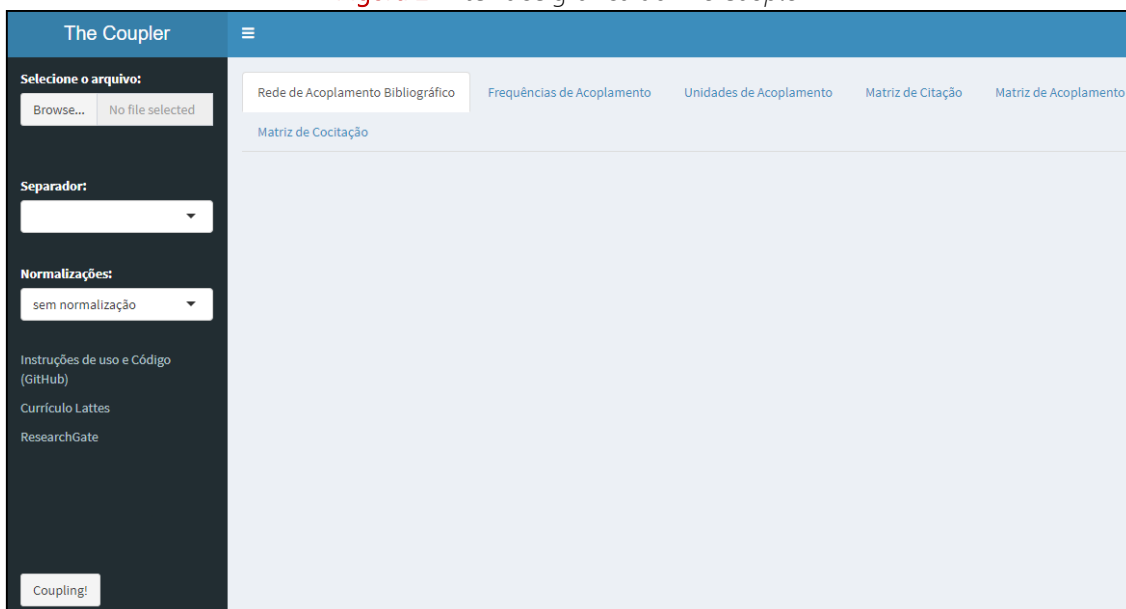 The Coupler
Selecione o arquivo:
Browse... No file selected
Separador:
Normalizações:
sem normalização
Instruções de uso e Código
(GitHub)
Currículo Lattes
ResearchGate
Coupling!
Rede de Acoplamento Bibliográfico Frequências de Acoplamento Unidades de Acoplamento Matriz de Citação Matriz de Acoplamento
Matriz de Cocitação